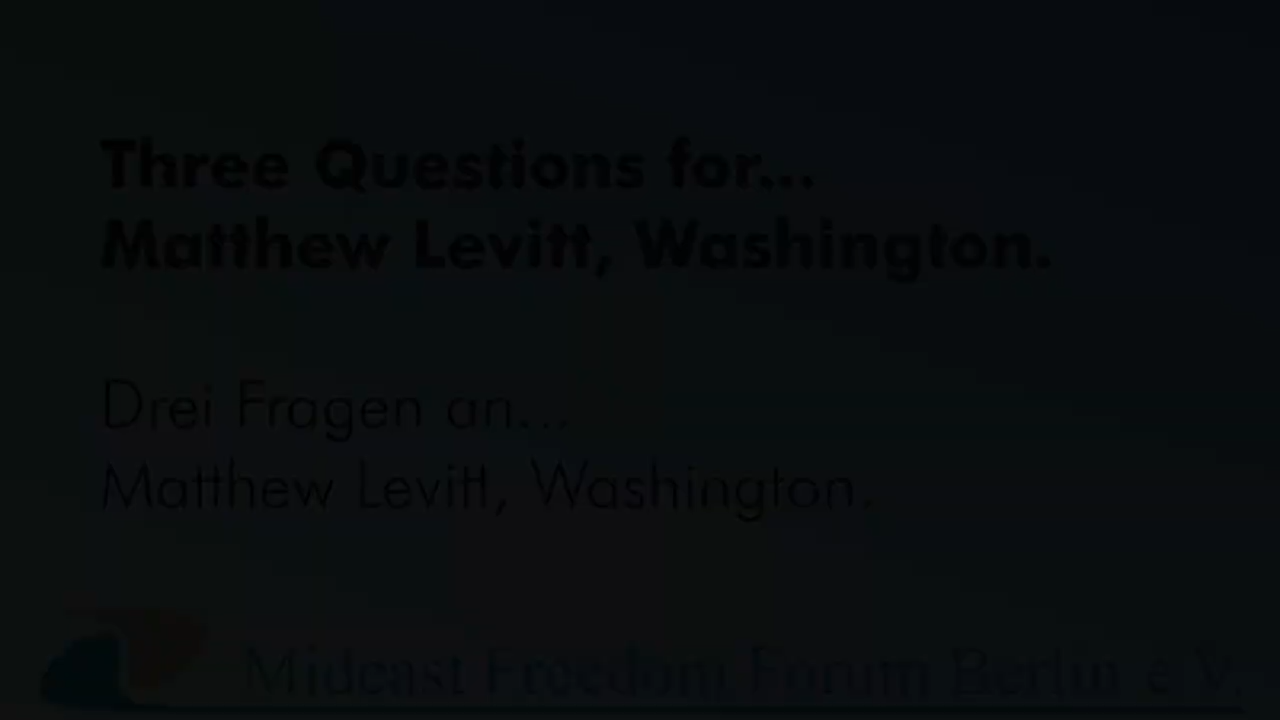 Three Questions for...
Matthew Levitt, Washington.
Drei Fragen an...
Matthew Levitt, Washington.
Mideast Freedom Forum Berlin e.V.